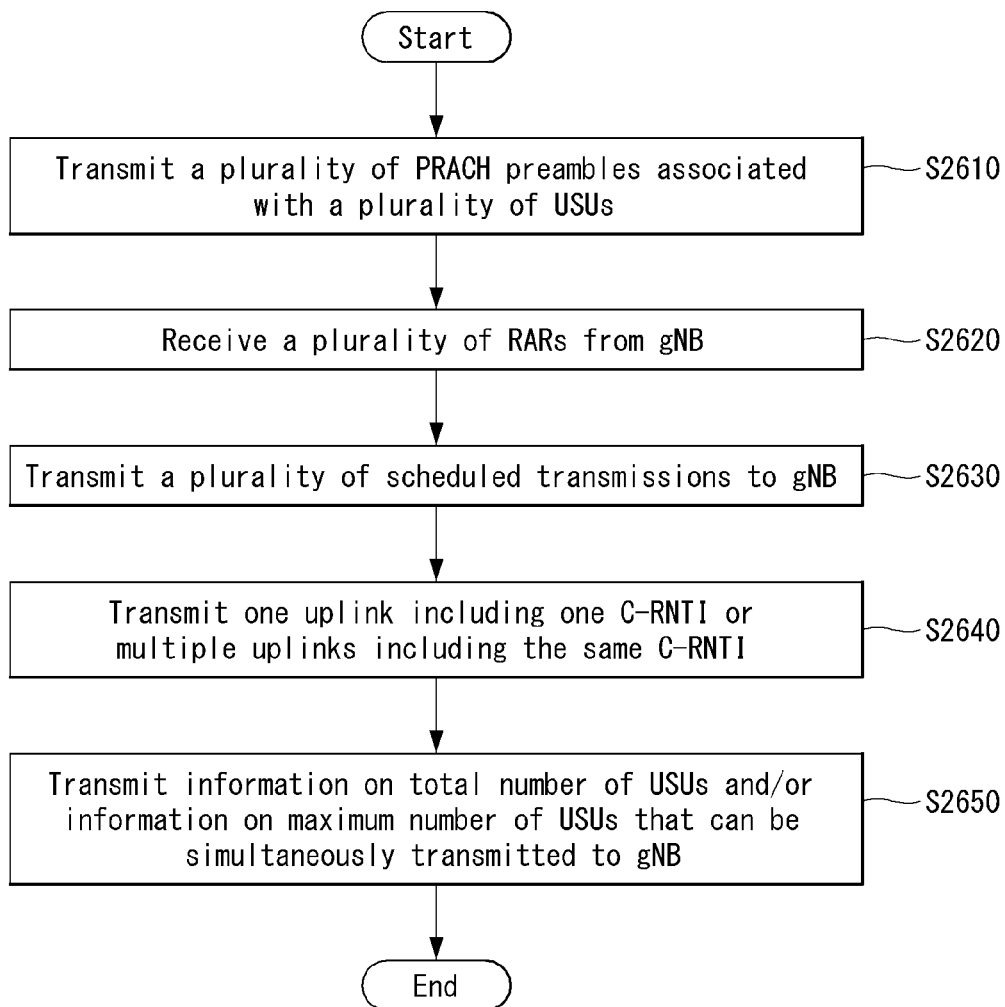 Start
Transmit a plurality of PRACH preambles associated
with a plurality of USUs
S2610
Receive a plurality of RARs from gNB
S2620
Transmit a plurality of scheduled transmissions to gNB
S2630
Transmit one uplink including one C-RNTI or
multiple uplinks including the same C-RNTI
S2640
Transmit information on total number of USUs and/or
information on maximum number of USUs that can be
simultaneously transmitted to gNB
S2650
End